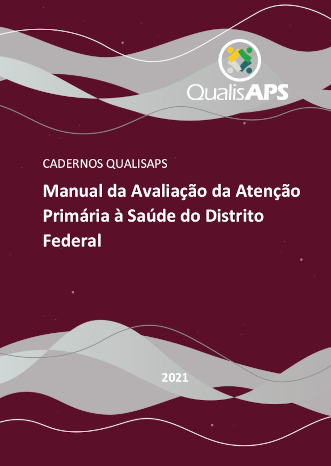 QualisAPS
CADERNOS QUALISAPS
Manual da Avaliação da Atenção
Primária à Saúde do Distrito
Federal
2021